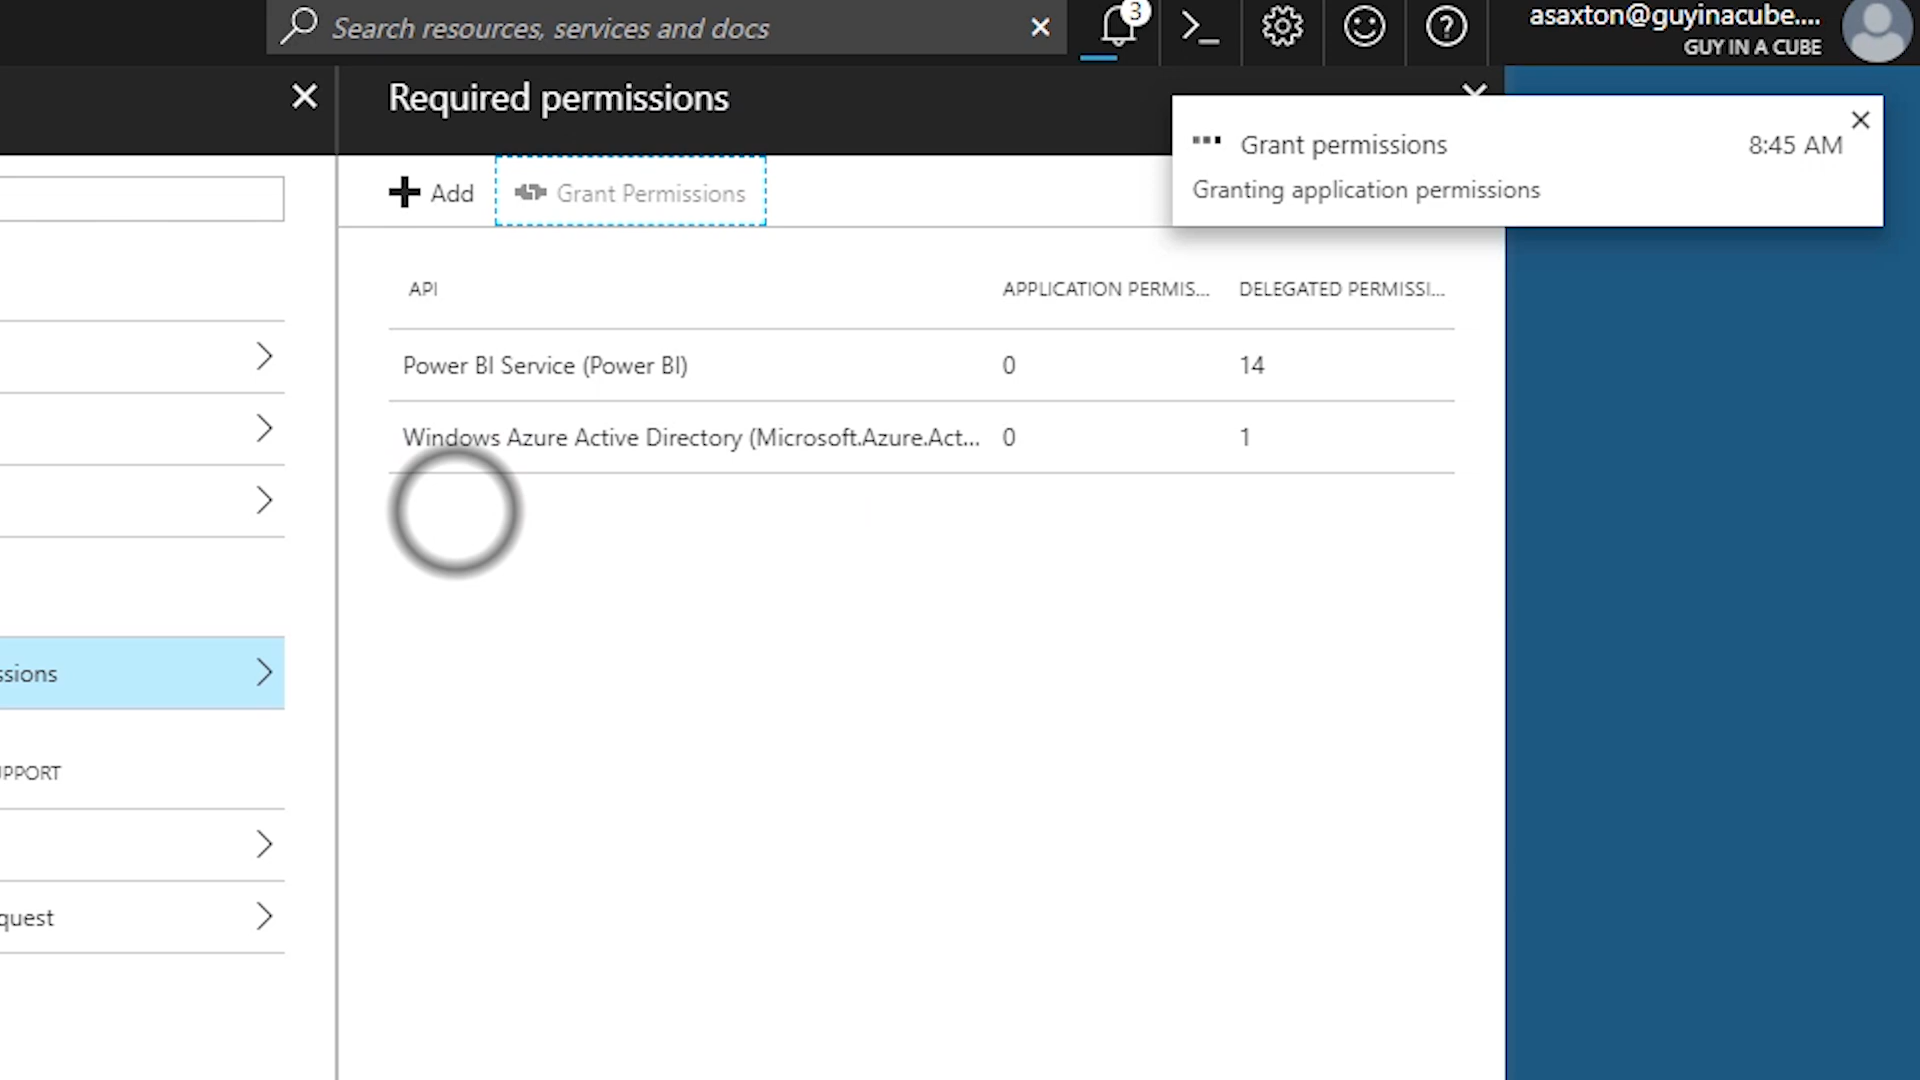 Search resources, services and docs
3
asaxton@guyinacube....
GUY IN A CUBE
Required permissions
Grant permissions
8:45 AM
Granting application permissions
Add
Grant Permissions
API
APPLICATION PERMIS...
DELEGATED PERMISSI...
Power BI Service (Power BI)
0
14
Windows Azure Active Directory (Microsoft.Azure.Act...
0
1
ssions
UPPORT
quest